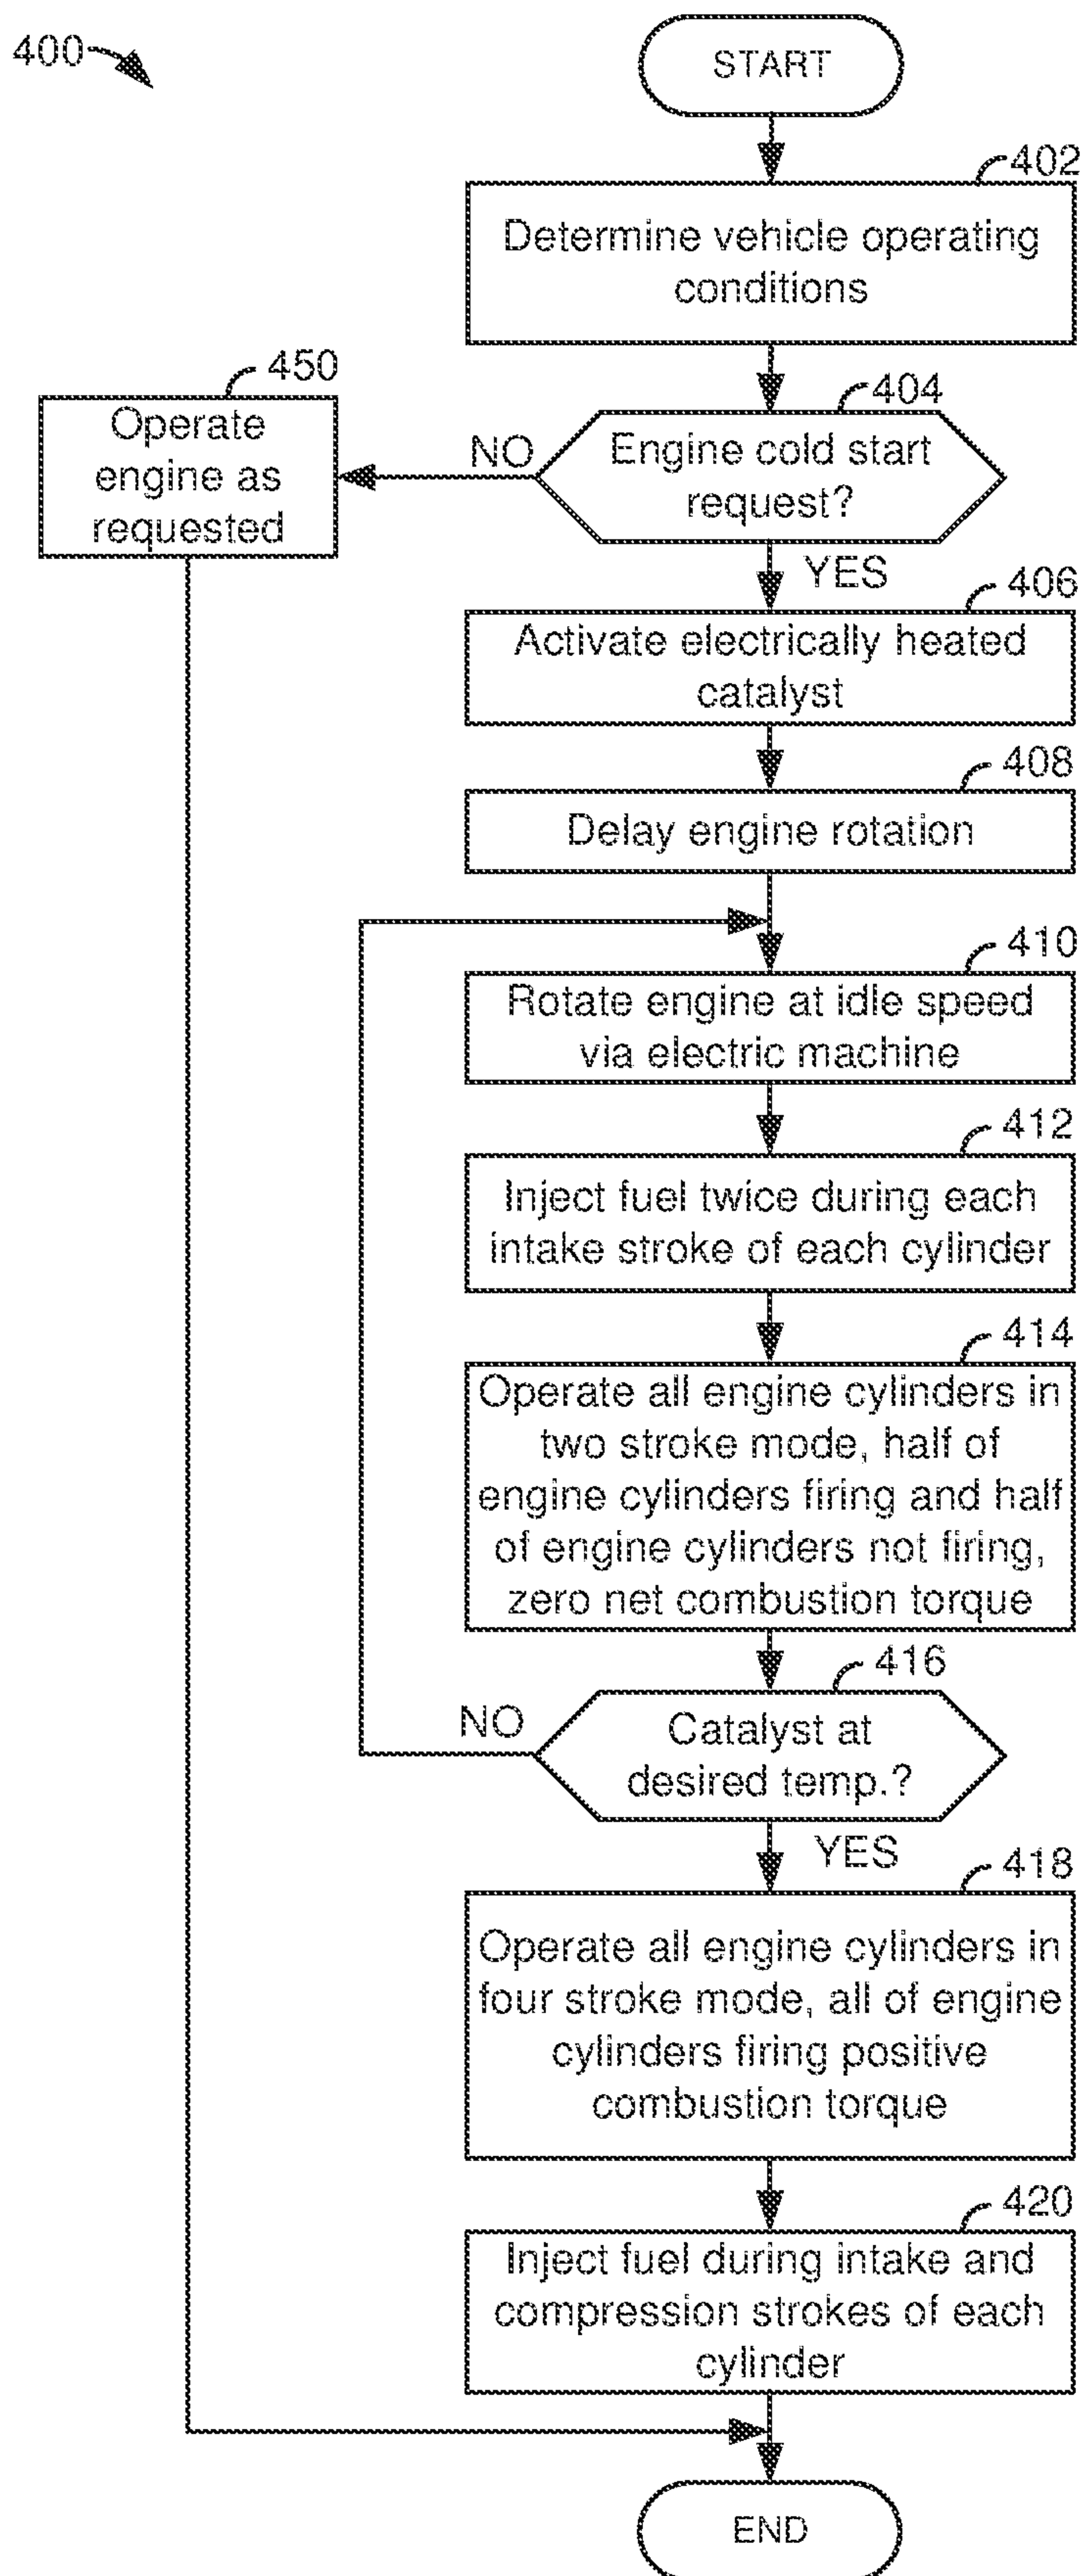 400
START
402
Determine vehicle operating
conditions
450
Operate
engine as
requested
404
NO
Engine cold start
request?
YES
406
Activate electrically heated
catalyst
408
Delay engine rotation
410
Rotate engine at idle speed
via electric machine
412
Inject fuel twice during each
intake stroke of each cylinder
414
Operate all engine cylinders in
two stroke mode, half of
engine cylinders firing and half
of engine cylinders not firing,
zero net combustion torque
416
NO
Catalyst at
desired temp.?
YES
418
Operate all engine cylinders in
four stroke mode, all of engine
cylinders firing positive
combustion torque
420
Inject fuel during intake and
compression strokes of each
cylinder
END